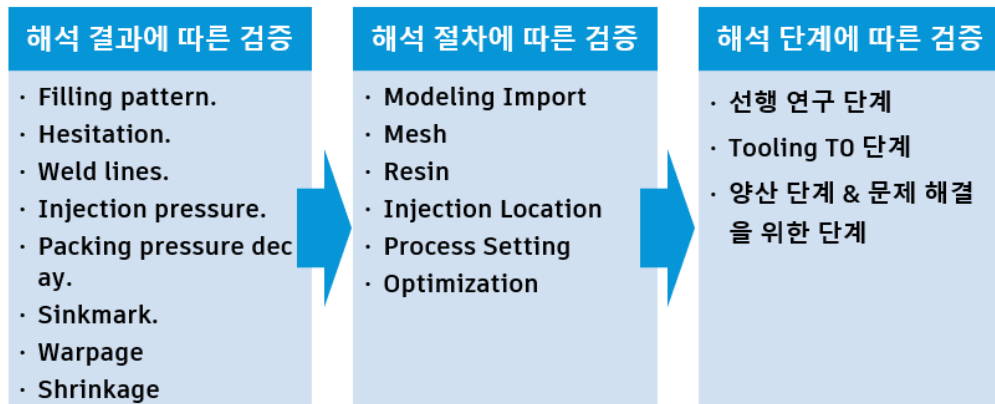 해석 결과에 따른 검증
· Filling pattern.
· Hesitation.
· Weld lines.
· Injection pressure.
· Packing pressure dec
ay.
· Sinkmark.
· Warpage
· Shrinkage
해석 절차에 따른 검증
· Modeling Import
· Mesh
· Resin
· Injection Location
· Process Setting
· Optimization
해석 단계에 따른 검증
· 선행 연구 단계
· Tooling T0 단계
· 양산 단계 & 문제 해결
을 위한 단계